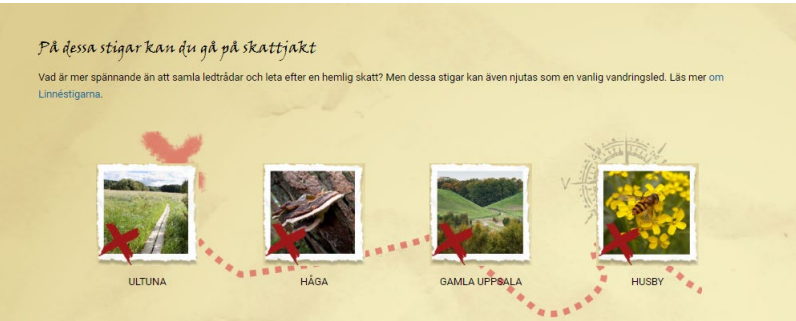 På dessa stigar kan du gå på skattjakt
Vad är mer spännande än att samla ledtrådar och leta efter en hemlig skatt? Men dessa stigar kan även njutas som en vanlig vandringsled. Läs mer om
Linnéstigarna.
V
ULTUNA
HÅGA
GAMLA UPPSALA
HUSBY